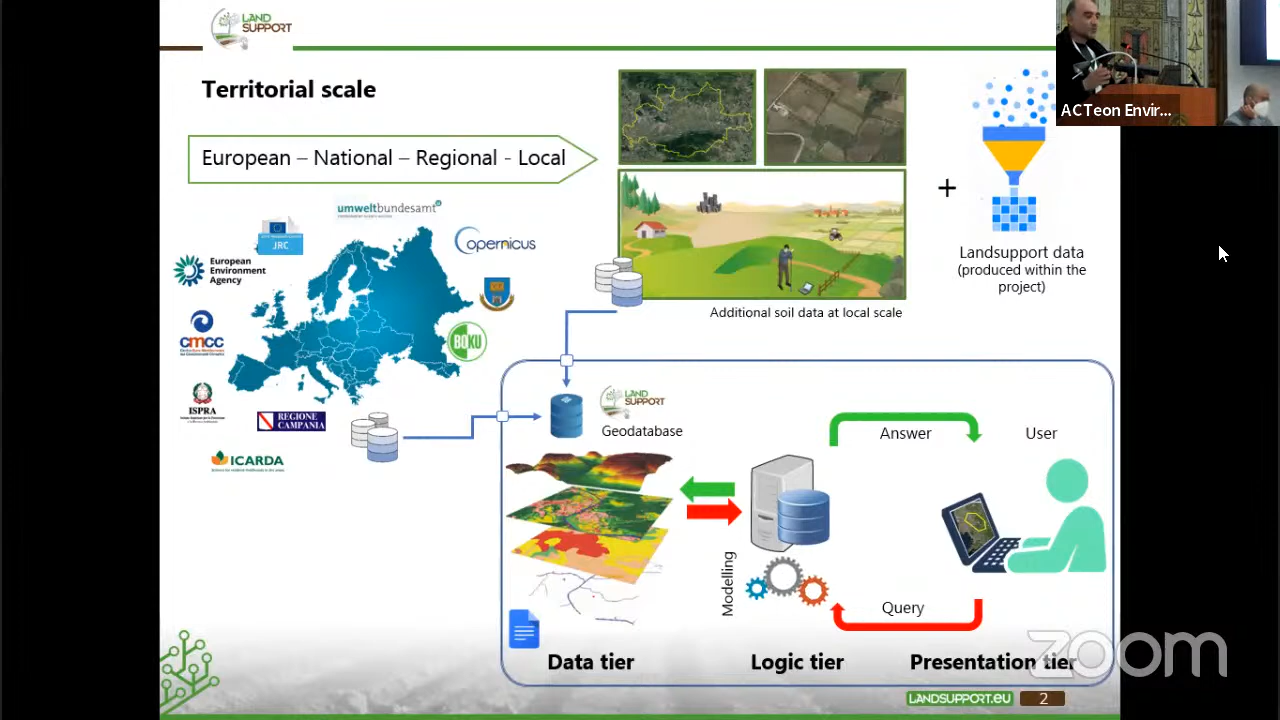 LAND
SUPPORT
ACTeon Envir...
Territorial scale
European – National – Regional - Local
umweltbundesamt
JRC
Copernicus
European
Environment
Agency
cmcc
BOKU
ISPRA
REGIONE
CAMPANIA
ICARDA
Additional soil data at local scale
+
Landsupport data
(produced within the
project)
LAND
SUPPORT
Geodatabase
Answer
User
Modelling
Query
Data tier
Logic tier
Presentation tier
zoom
LANDSUPPORT.EU
2